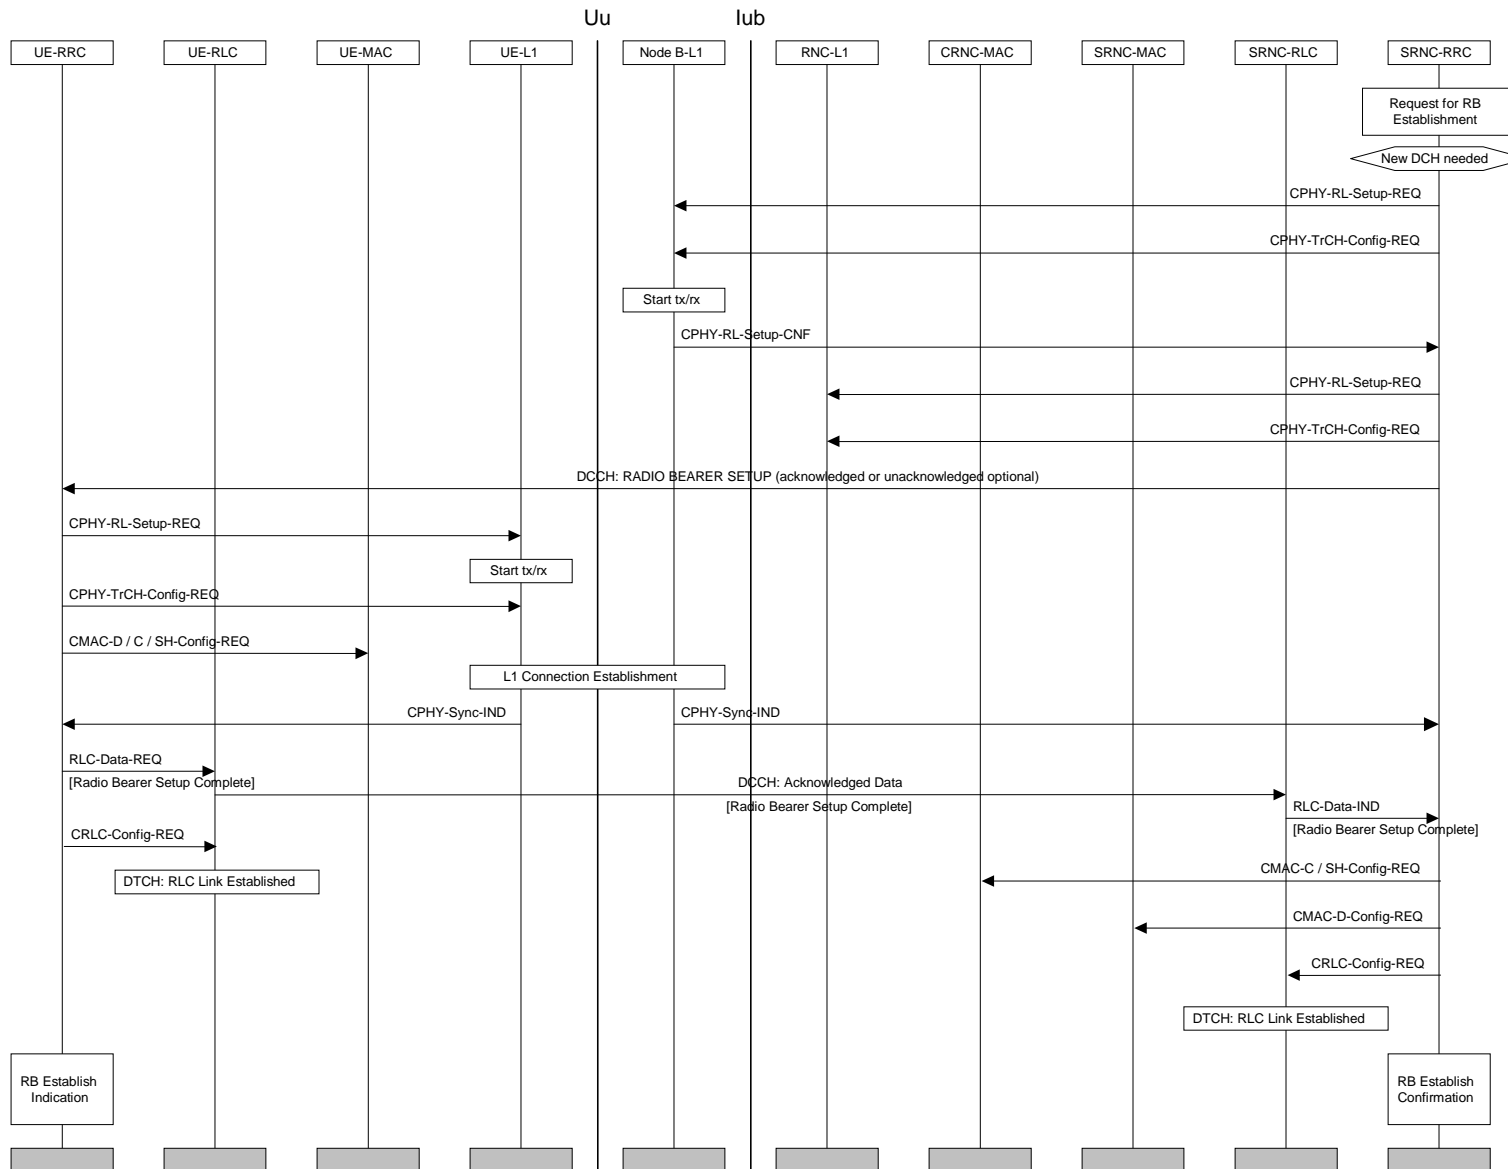 Uu
Iub
UE-RRC
UE-RLC
UE-MAC
UE-L1
Node B-L1
RNC-L1
CRNC-MAC
SRNC-MAC
SRNC-RLC
SRNC-RRC
Request for RB
Establishment
New DCH needed
CPHY-RL-Setup-REQ
CPHY-TrCH-Config-REQ
Start tx/rx
CPHY-RL-Setup-CNF
CPHY-RL-Setup-REQ
CPHY-TrCH-Config-REQ
DCCH: RADIO BEARER SETUP (acknowledged or unacknowledged optional)
CPHY-RL-Setup-REQ
Start tx/rx
CPHY-TrCH-Config-REQ
CMAC-D / C / SH-Config-REQ
L1 Connection Establishment
CPHY-Sync-IND
CPHY-Sync-IND
RLC-Data-REQ
[Radio Bearer Setup Complete]
DCCH: Acknowledged Data
[Radio Bearer Setup Complete]
RLC-Data-IND
[Radio Bearer Setup Complete]
CRLC-Config-REQ
CMAC-C / SH-Config-REQ
DTCH: RLC Link Established
CMAC-D-Config-REQ
CRLC-Config-REQ
DTCH: RLC Link Established
RB Establish
Indication
RB Establish
Confirmation